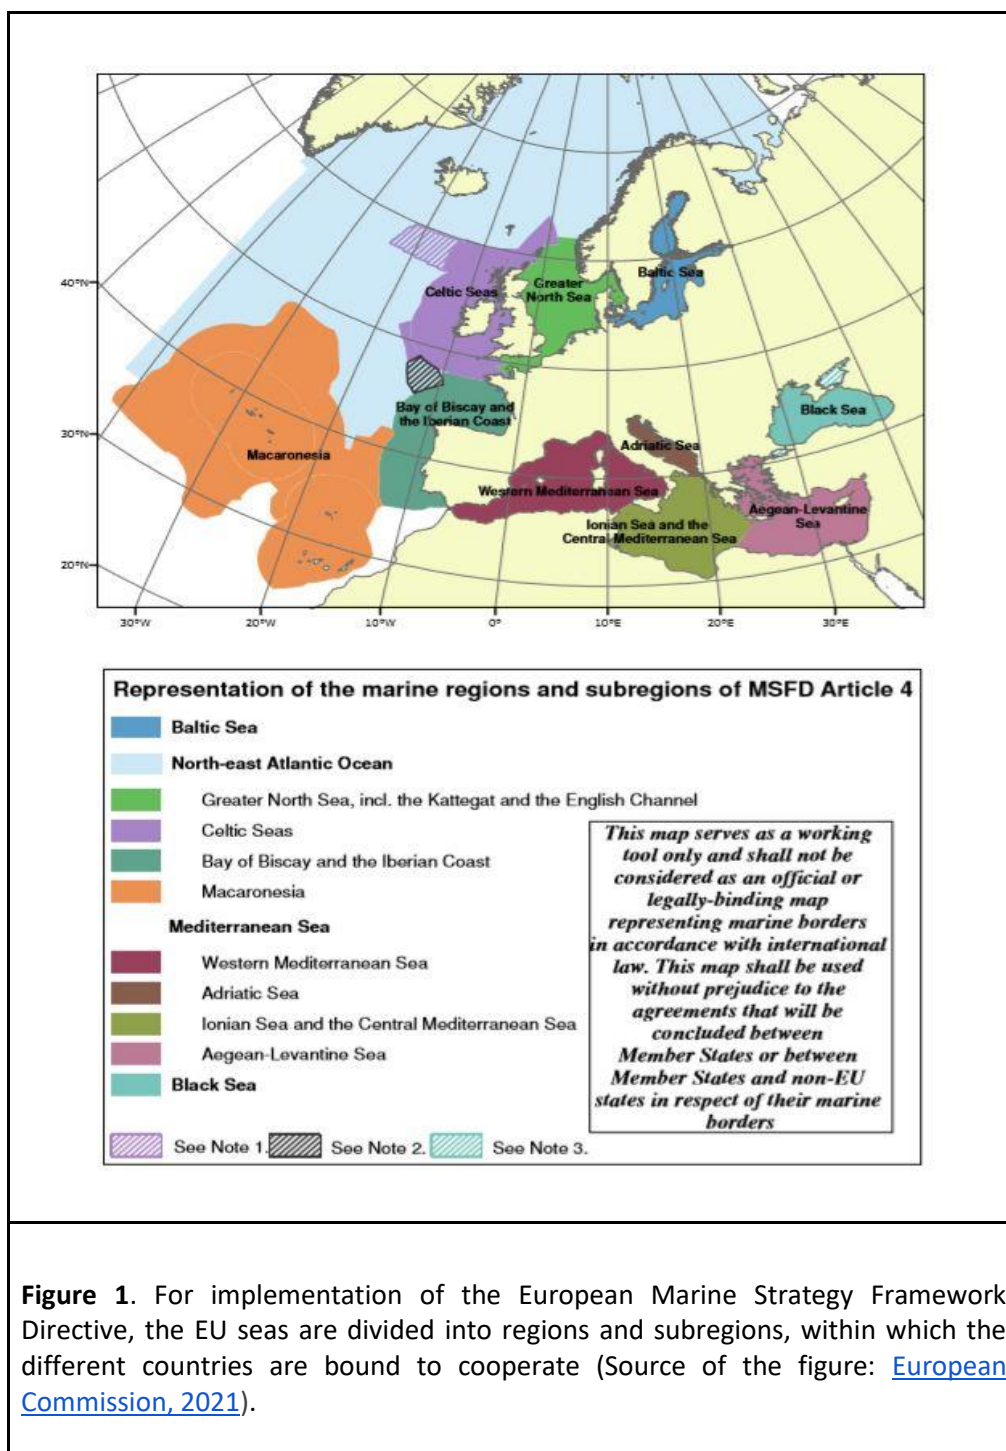 40°N
30°N
20°N
30°W
20°W
10°W
0°
10°E
20°E
30°E
Celtic Seas
Greater
North Sea
Baltic Sea
Bay of Biscay and
the Iberian Coast
Macaronesia
Black Sea
Adriatic Sea
Western Mediterranean Sea
Ionian Sea and the
Central Mediterranean Sea
Aegean-Levantine
Sea
Representation of the marine regions and subregions of MSFD Article 4
Baltic Sea
North-east Atlantic Ocean
Greater North Sea, incl. the Kattegat and the English Channel
Celtic Seas
Bay of Biscay and the Iberian Coast
Macaronesia
Mediterranean Sea
Western Mediterranean Sea
Adriatic Sea
Ionian Sea and the Central Mediterranean Sea
Aegean-Levantine Sea
Black Sea
See Note 1.
See Note 2.
See Note 3.
This map serves as a working
tool only and shall not be
considered as an official or
legally-binding map
representing marine borders
in accordance with international
law. This map shall be used
without prejudice to the
agreements that will be
concluded between
Member States or between
Member States and non-EU
states in respect of their marine
borders
Figure 1. For implementation of the European Marine Strategy Framework
Directive, the EU seas are divided into regions and subregions, within which the
different countries are bound to cooperate (Source of the figure: European
Commission, 2021).